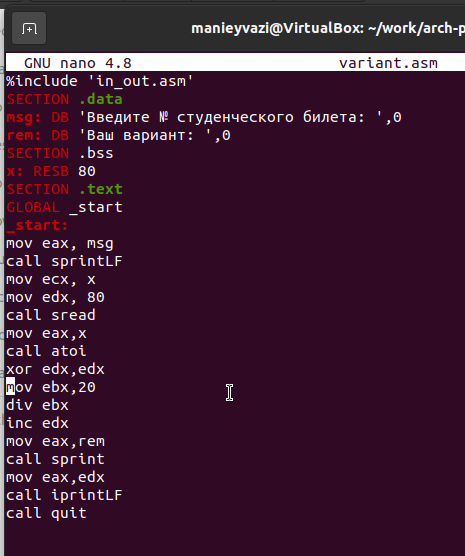 manieyvazi@VirtualBox: ~/work/arch-p
GNU nano 4.8 variant.asm
%include 'in_out.asm'
SECTION .data
msg: DB 'Введите № студенческого билета: ',0
rem: DB 'Ваш вариант: ',0
SECTION .bss
x: RESB 80
SECTION .text
GLOBAL _start
_start:
mov eax, msg
call sprintLF
mov ecx, x
mov edx, 80
call sread
mov eax,x
call atoi
xor edx,edx
mov ebx,20
div ebx
inc edx
mov eax,rem
call sprint
mov eax,edx
call iprintLF
call quit